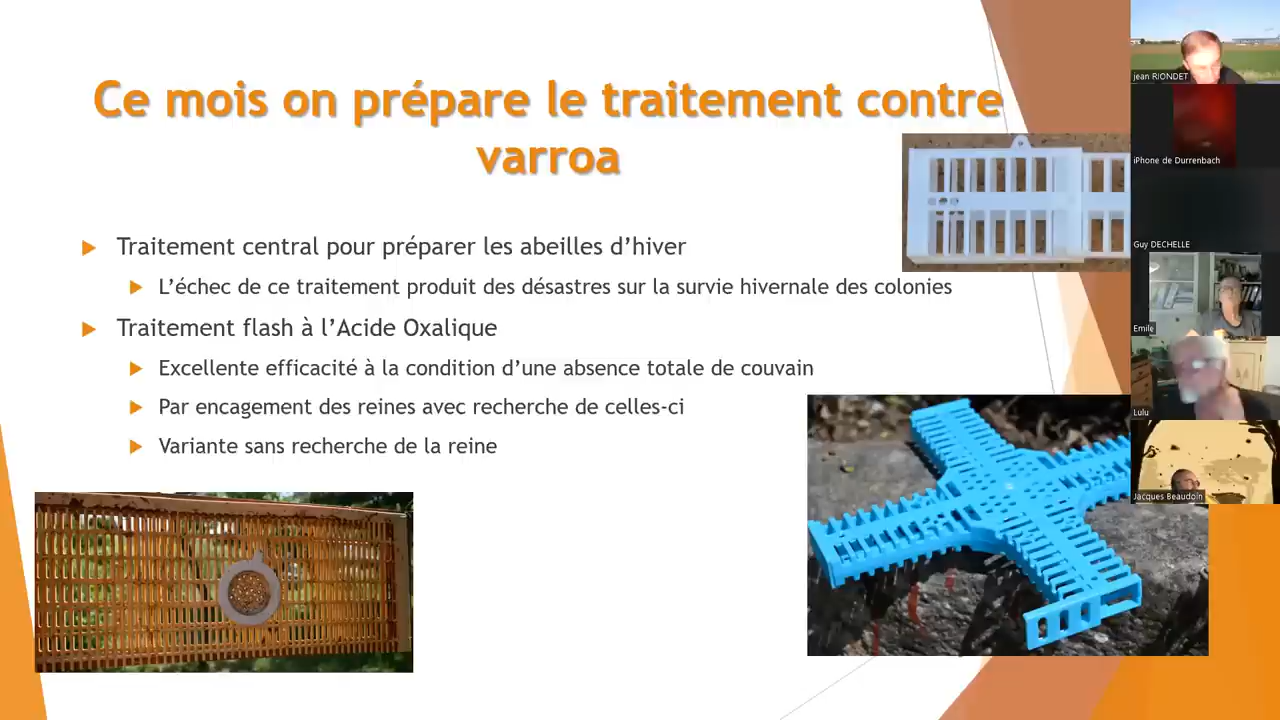 Ce mois on prépare le traitement contre
varroa
Traitement central pour préparer les abeilles d’hiver
L’échec de ce traitement produit des désastres sur la survie hivernale des colonies
Traitement flash à l’Acide Oxalique
Excellente efficacité à la condition d’une absence totale de couvain
Par encagement des reines avec recherche de celles-ci
Variante sans recherche de la reine
jean RIONDET
iPhone de Durrenbach
Guy DECHELLE
Emile
Lulu
Jacques Beaudoin